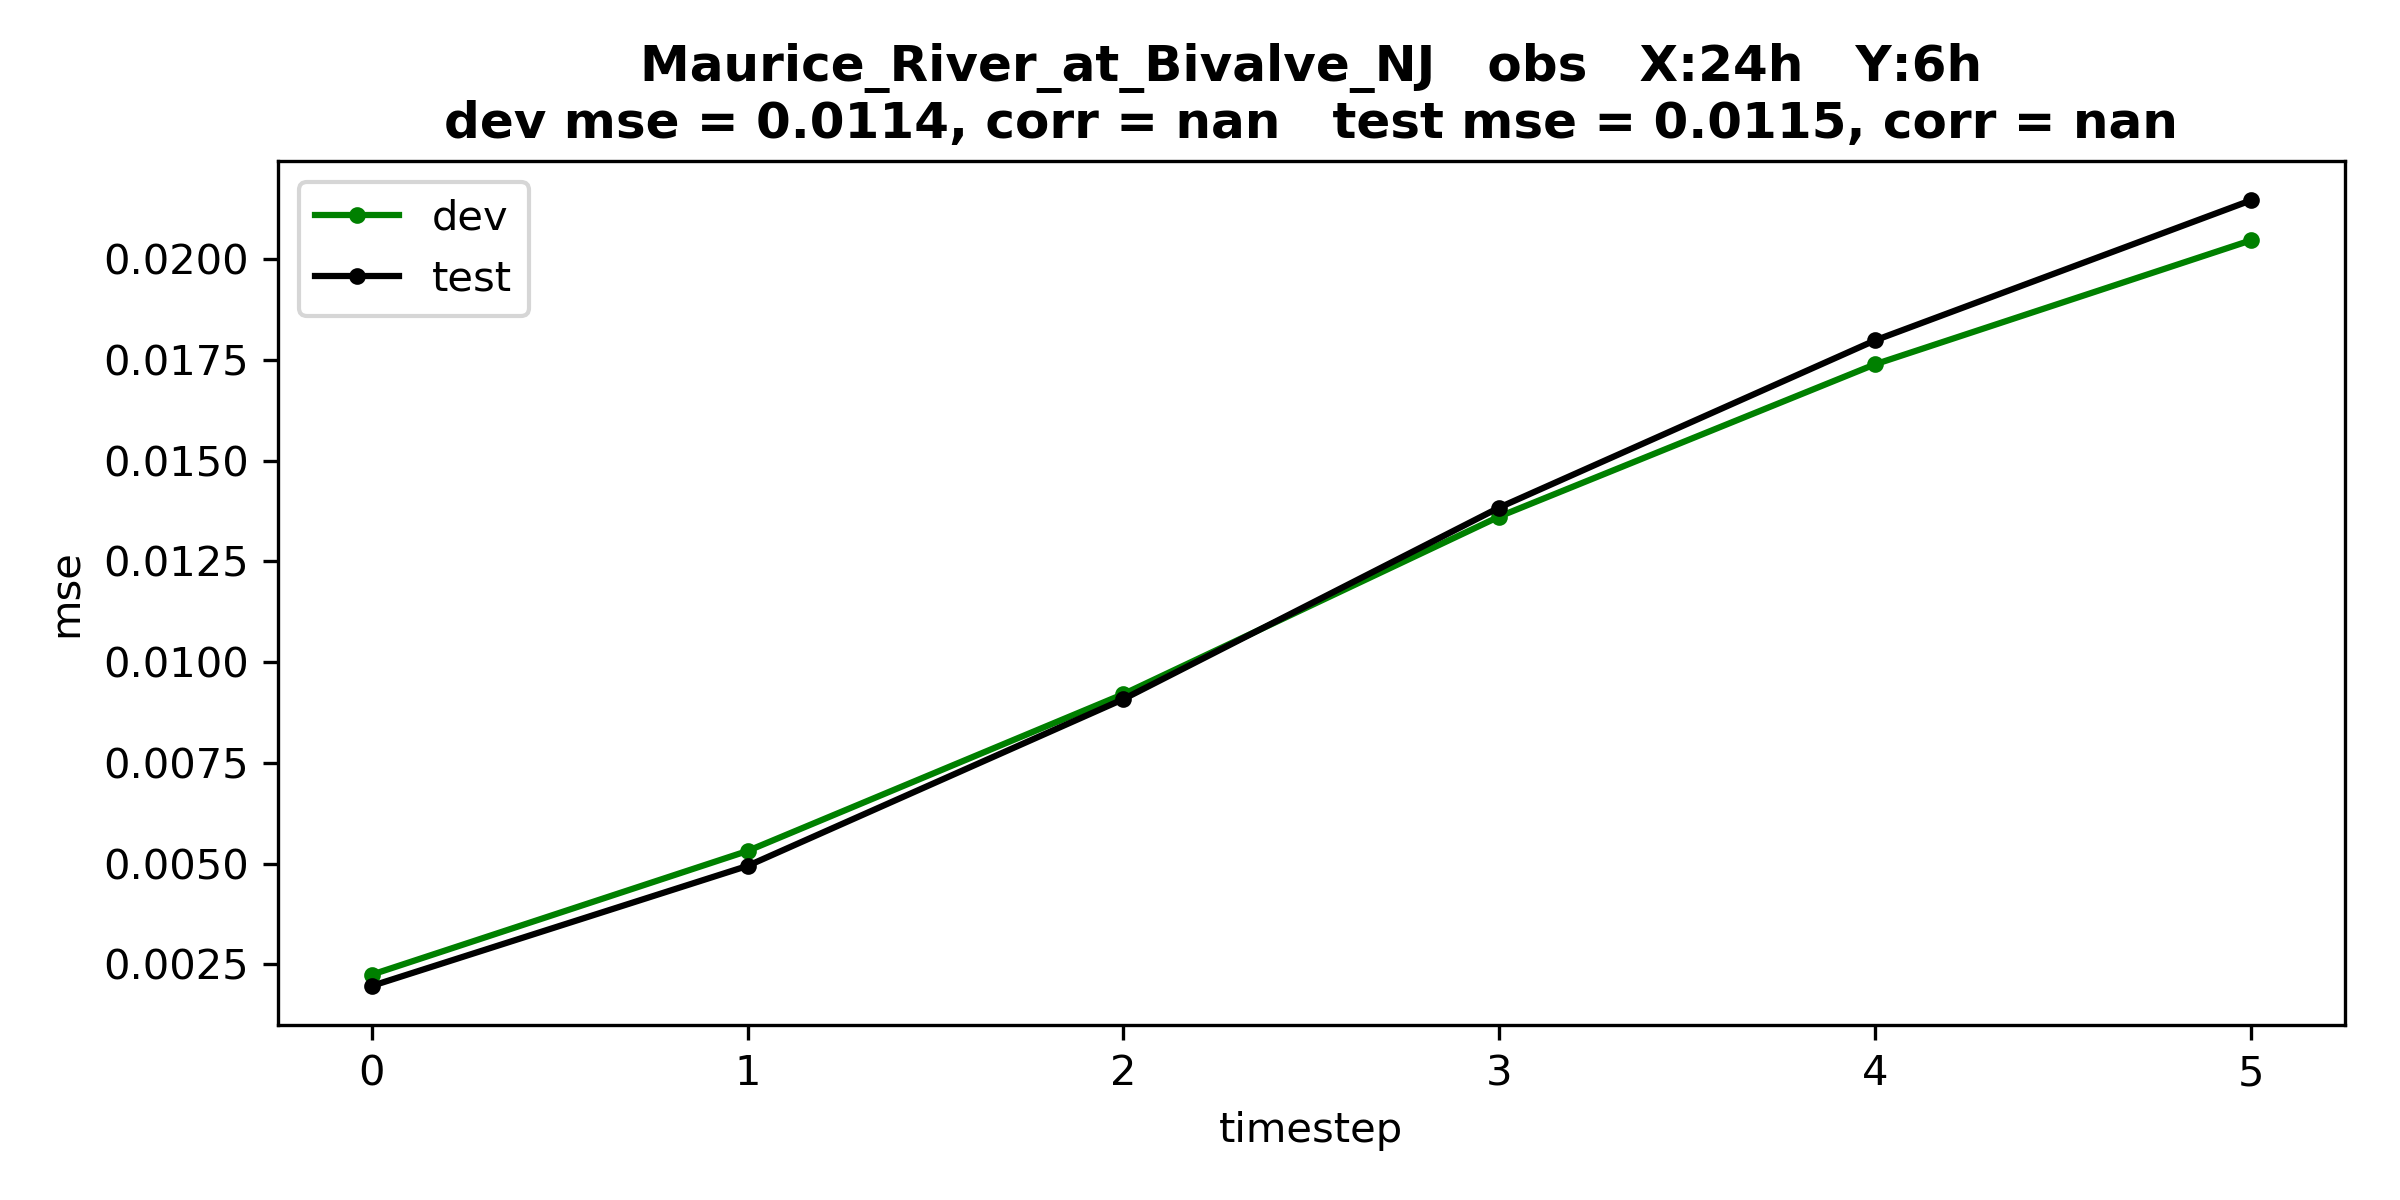 Maurice_River_at_Bivalve_NJ   obs   X:24h   Y:6h
dev mse = 0.0114, corr = nan   test mse = 0.0115, corr = nan
dev
test
0.0200
0.0175
0.0150
0.0125
0.0100
0.0075
0.0050
0.0025
mse
0 1 2 3 4 5
timestep